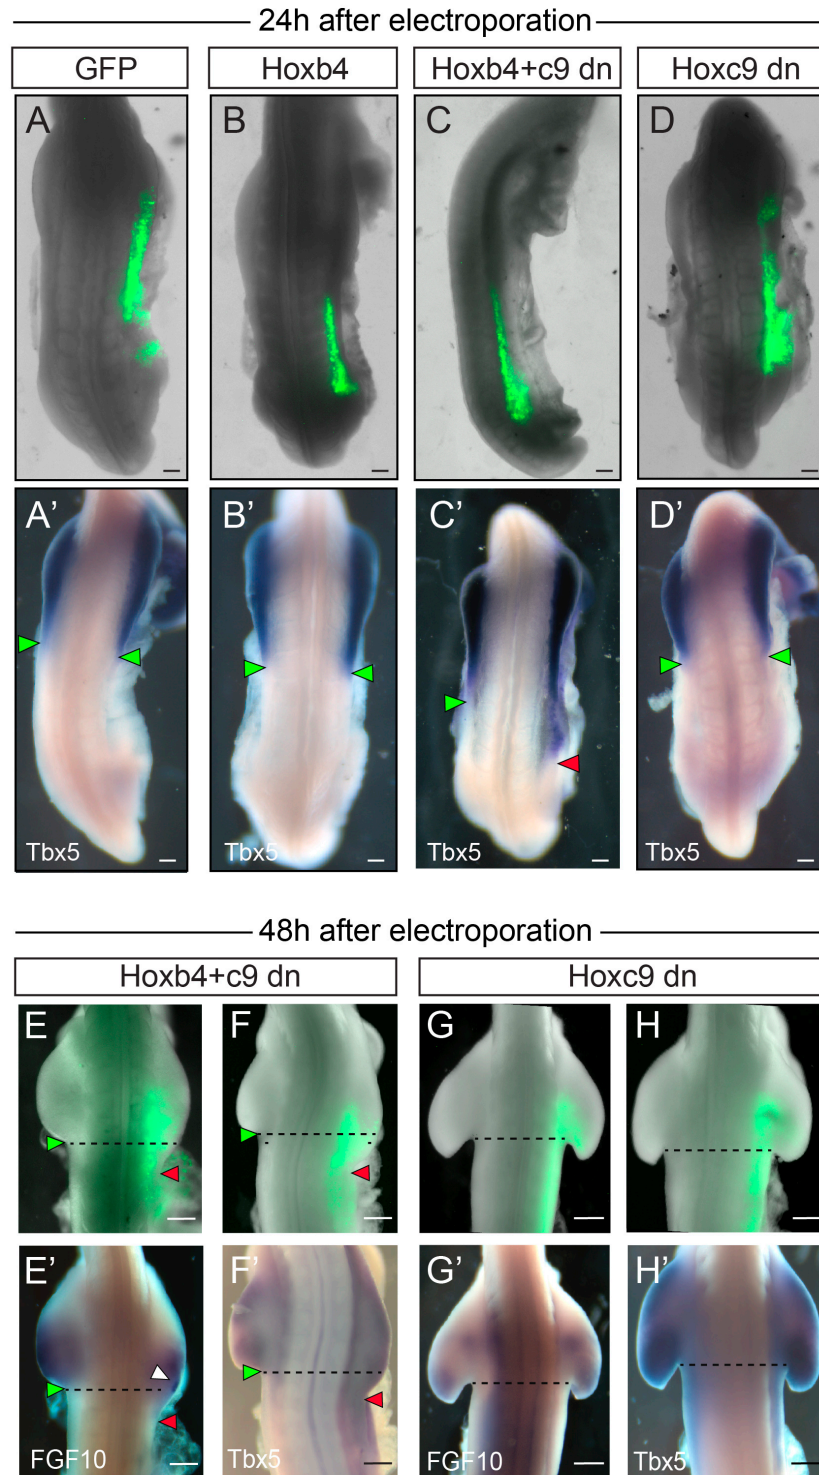 24h after electroporation
GFP Hoxb4 Hoxb4+c9 dn Hoxc9 dn
A B C D
A’ B’ C’ D’
Tbx5 Tbx5 Tbx5 Tbx5
48h after electroporation
Hoxb4+c9 dn Hoxc9 dn
E F G H
E’ F’ G’ H’
FGF10 Tbx5 FGF10 Tbx5